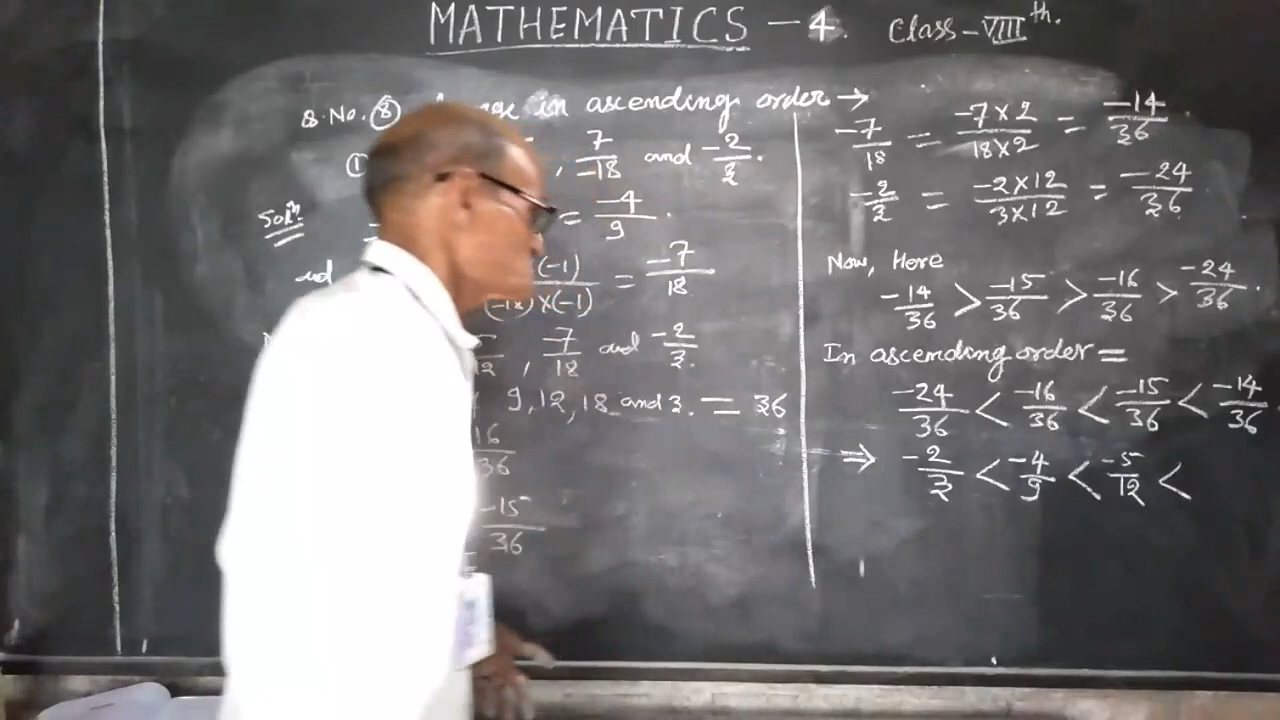 MATHEMATICS - 4. Class - VIIIth.
S.No. (8) in ascending order →
(1) , 7/-18 and -2/3.
Solⁿ. = -4/9.
and (-1)/(-18)×(-1) = -7/18
/12, -7/18 and -2/3.
9, 12, 18 and 3. = 36
16/36
-15/36
-7/18 = -7×2/18×2 = -14/36.
-2/3 = -2×12/3×12 = -24/36.
Now, Here
-14/36 > -15/36 > -16/36 > -24/36.
In ascending order =
-24/36 < -16/36 < -15/36 < -14/36
⇒ -2/3 < -4/9 < -5/12 <